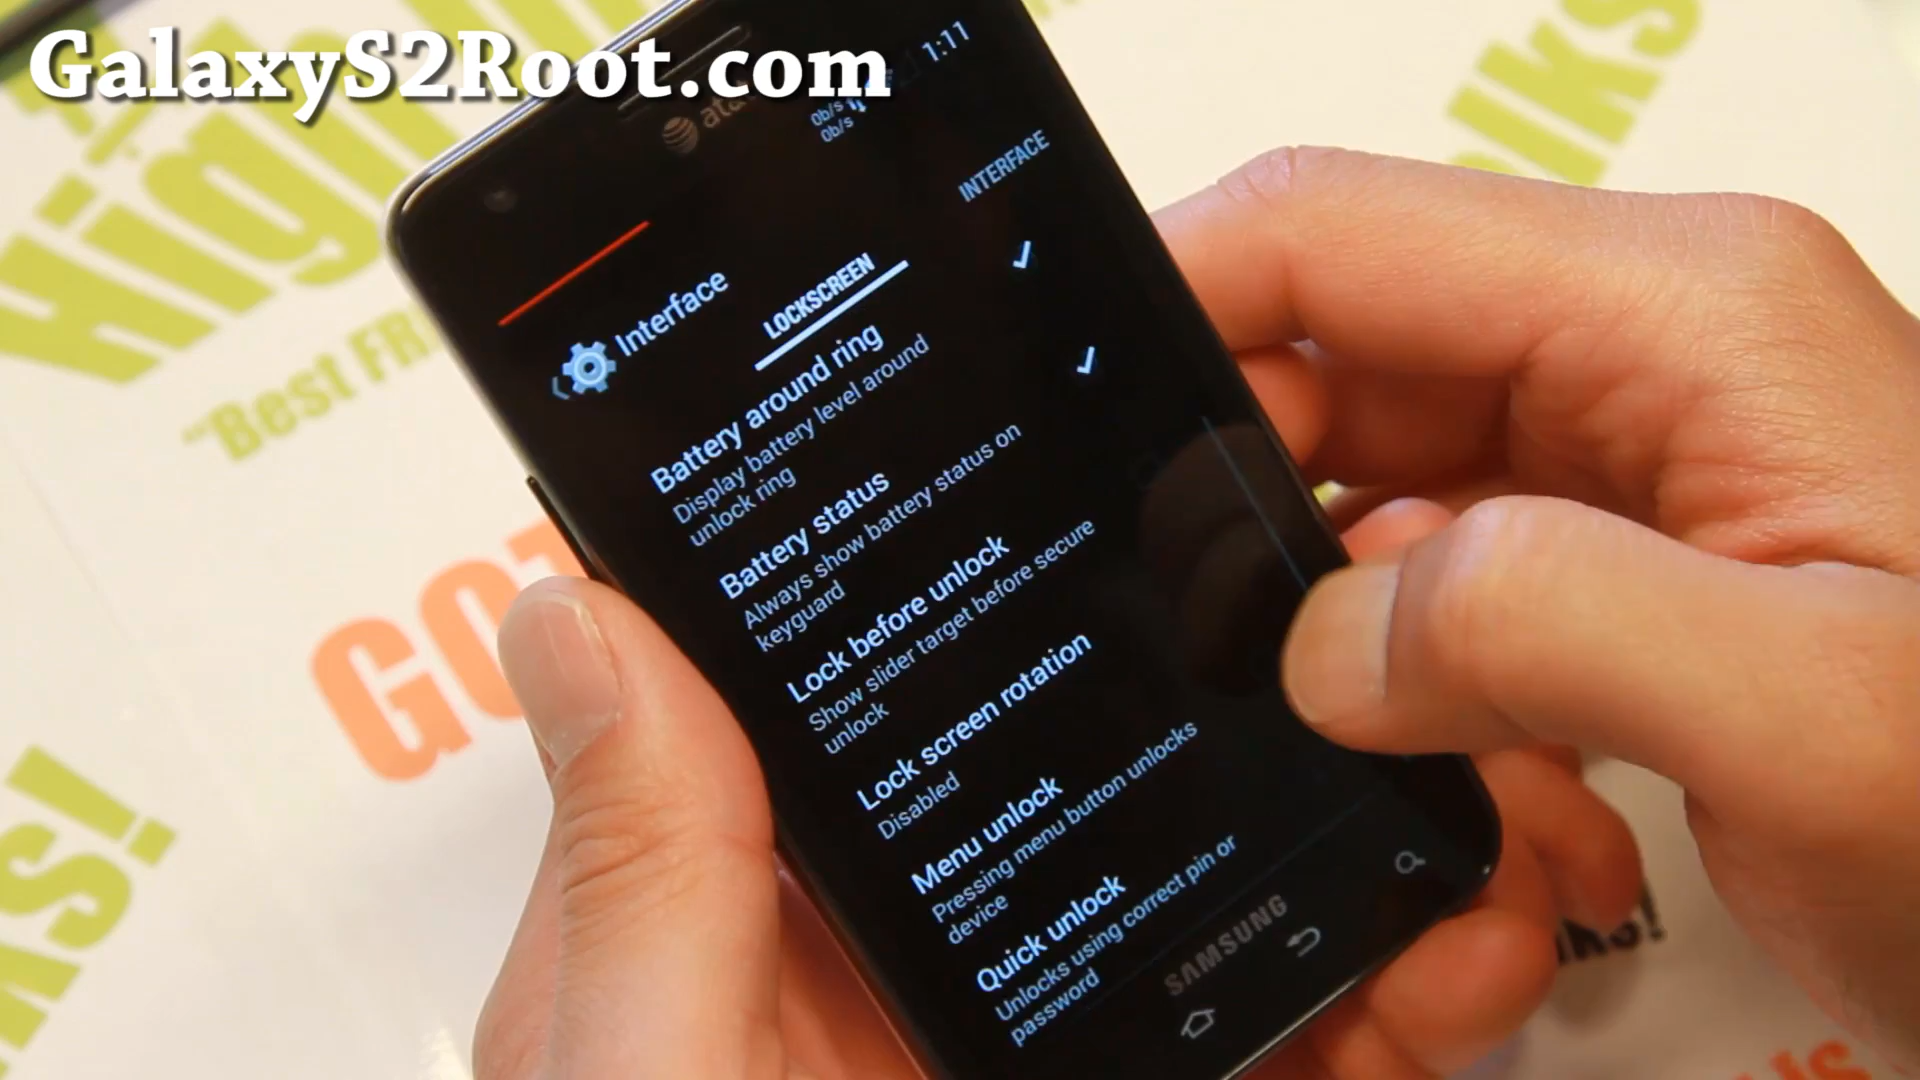 GalaxyS2Root.com
1:11
at&t
0b/s
0b/s
INTERFACE
Interface
LOCKSCREEN
Battery around ring
Display battery level around
unlock ring
Battery status
Always show battery status on
keyguard
Lock before unlock
Show slider target before secure
unlock
Lock screen rotation
Disabled
Menu unlock
Pressing menu button unlocks
device
Quick unlock
Unlocks using correct pin or
password
SAMSUNG
"Best